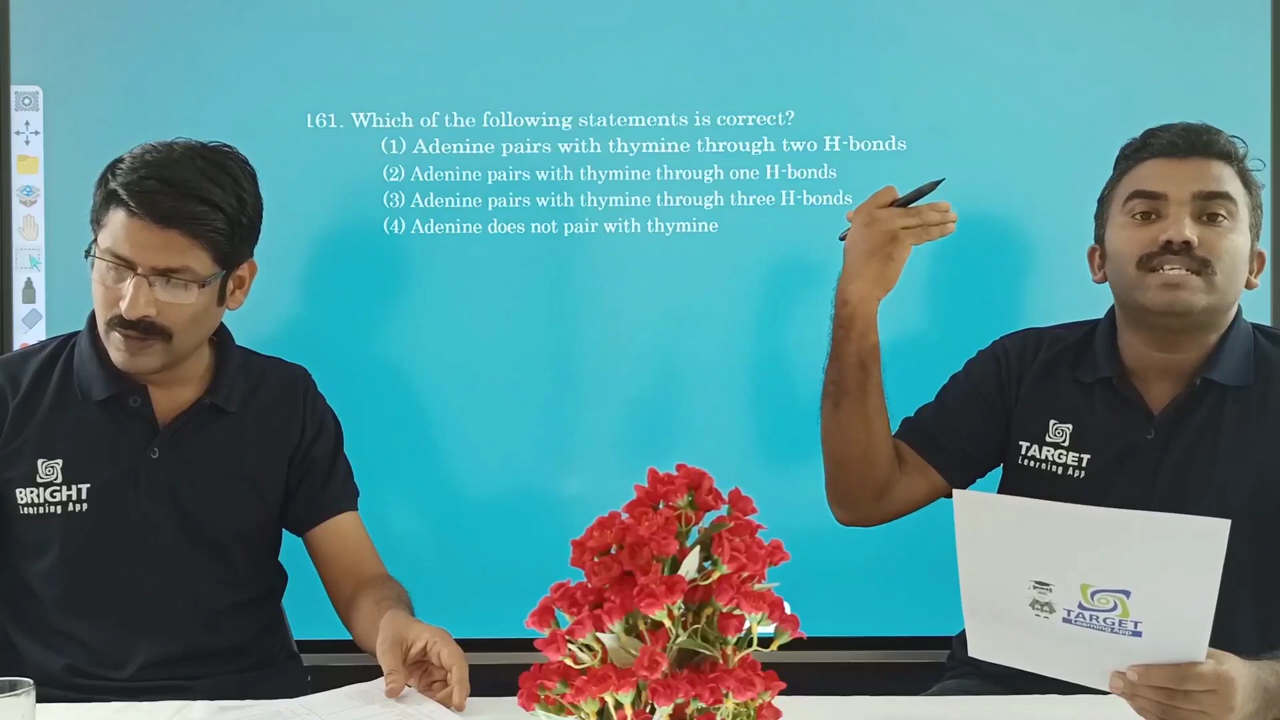 161. Which of the following statements is correct?
(1) Adenine pairs with thymine through two H-bonds
(2) Adenine pairs with thymine through one H-bonds
(3) Adenine pairs with thymine through three H-bonds
(4) Adenine does not pair with thymine
BRIGHT
Learning App
TARGET
Learning App
TARGET
Learning App